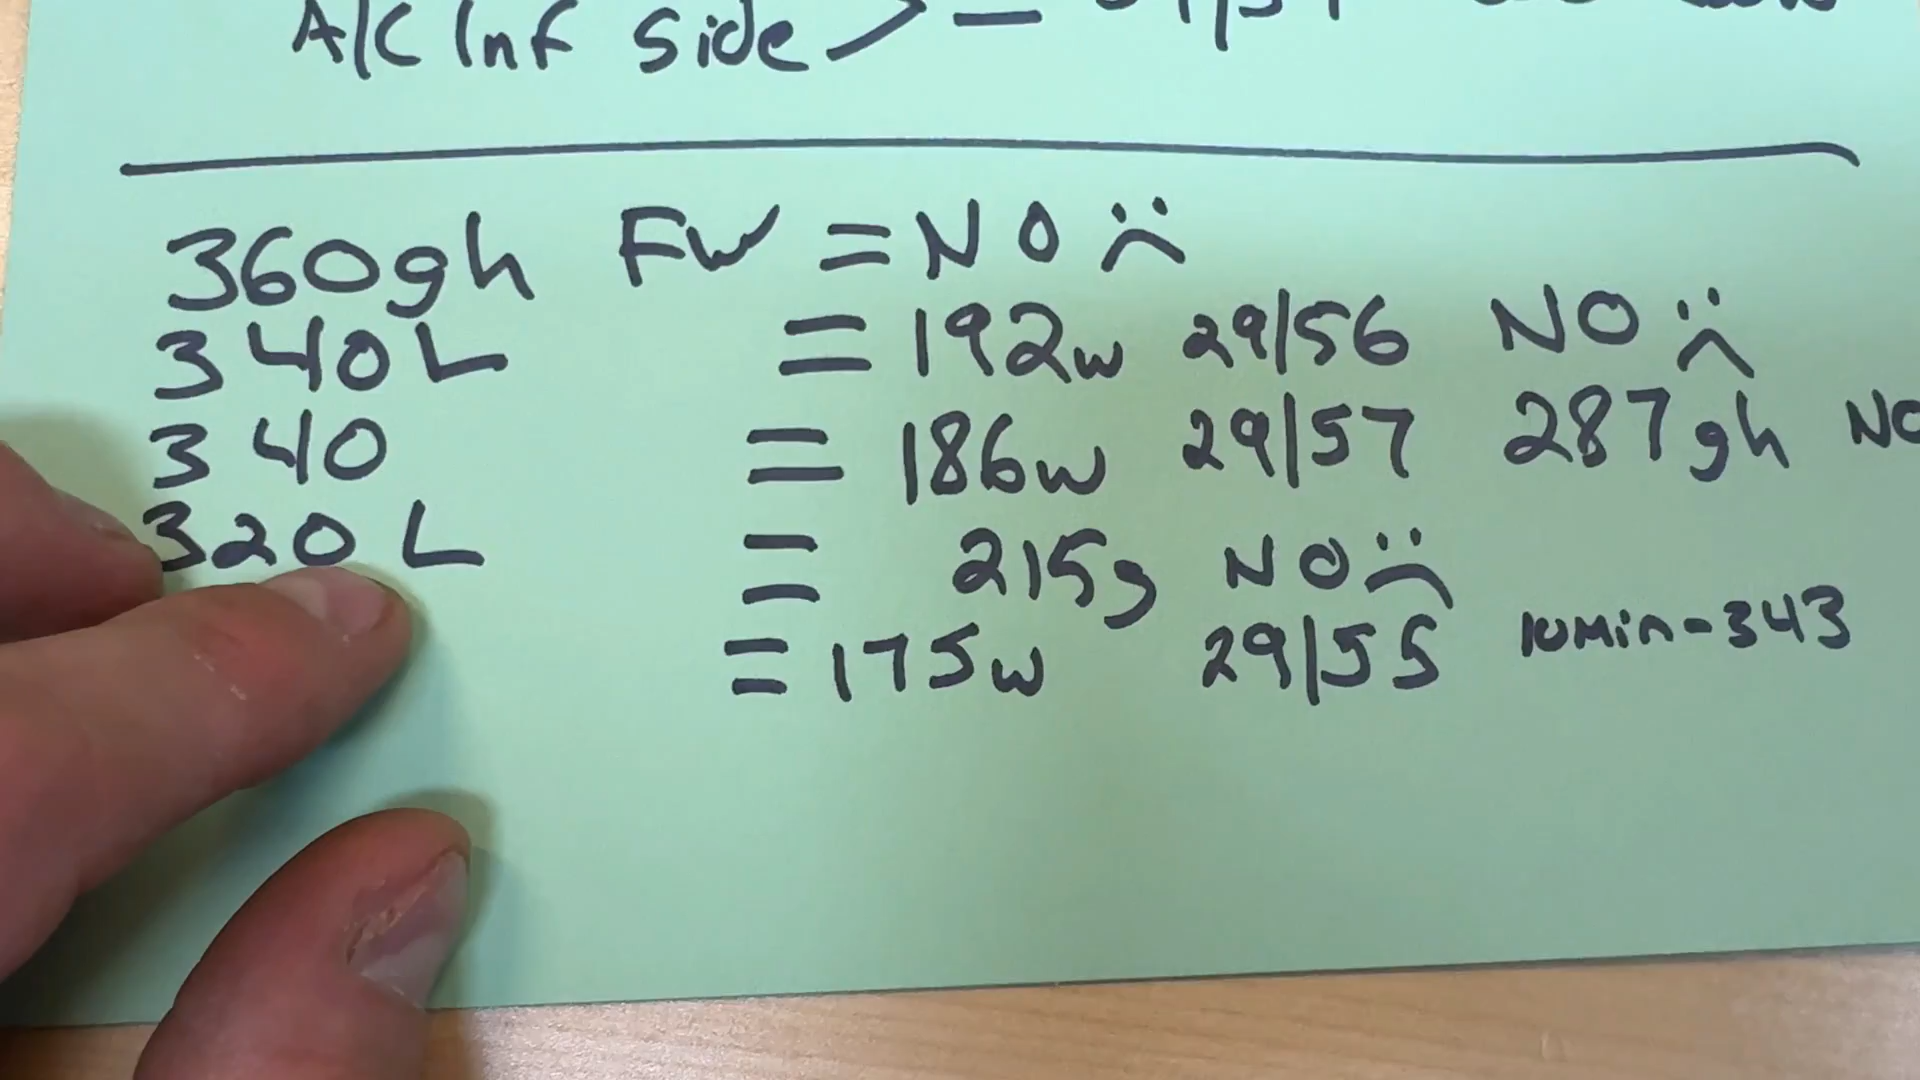 A/C Inf Side > =
360gh FW = NO :(
340L = 192w 29/56 NO :(
340 = 186w 29/57 287gh NO
320L = 215g NO :(
= 175w 29/55 10min-343